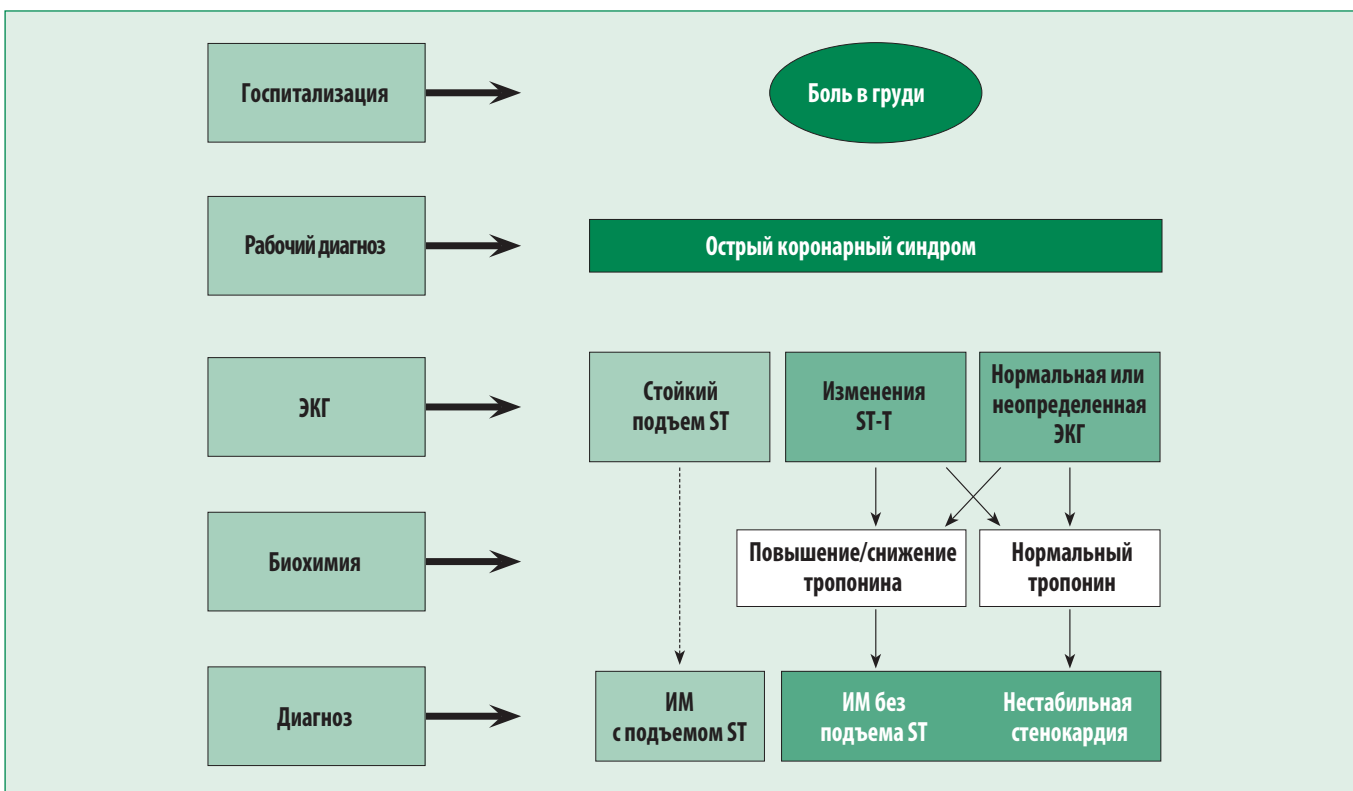 Госпитализация
Боль в груди
Рабочий диагноз
Острый коронарный синдром
ЭКГ
Стойкий
подъем ST
Изменения
ST-T
Нормальная или
неопределенная
ЭКГ
Биохимия
Повышение/снижение
тропонина
Нормальный
тропонин
Диагноз
ИМ
с подъемом ST
ИМ без
подъема ST
Нестабильная
стенокардия